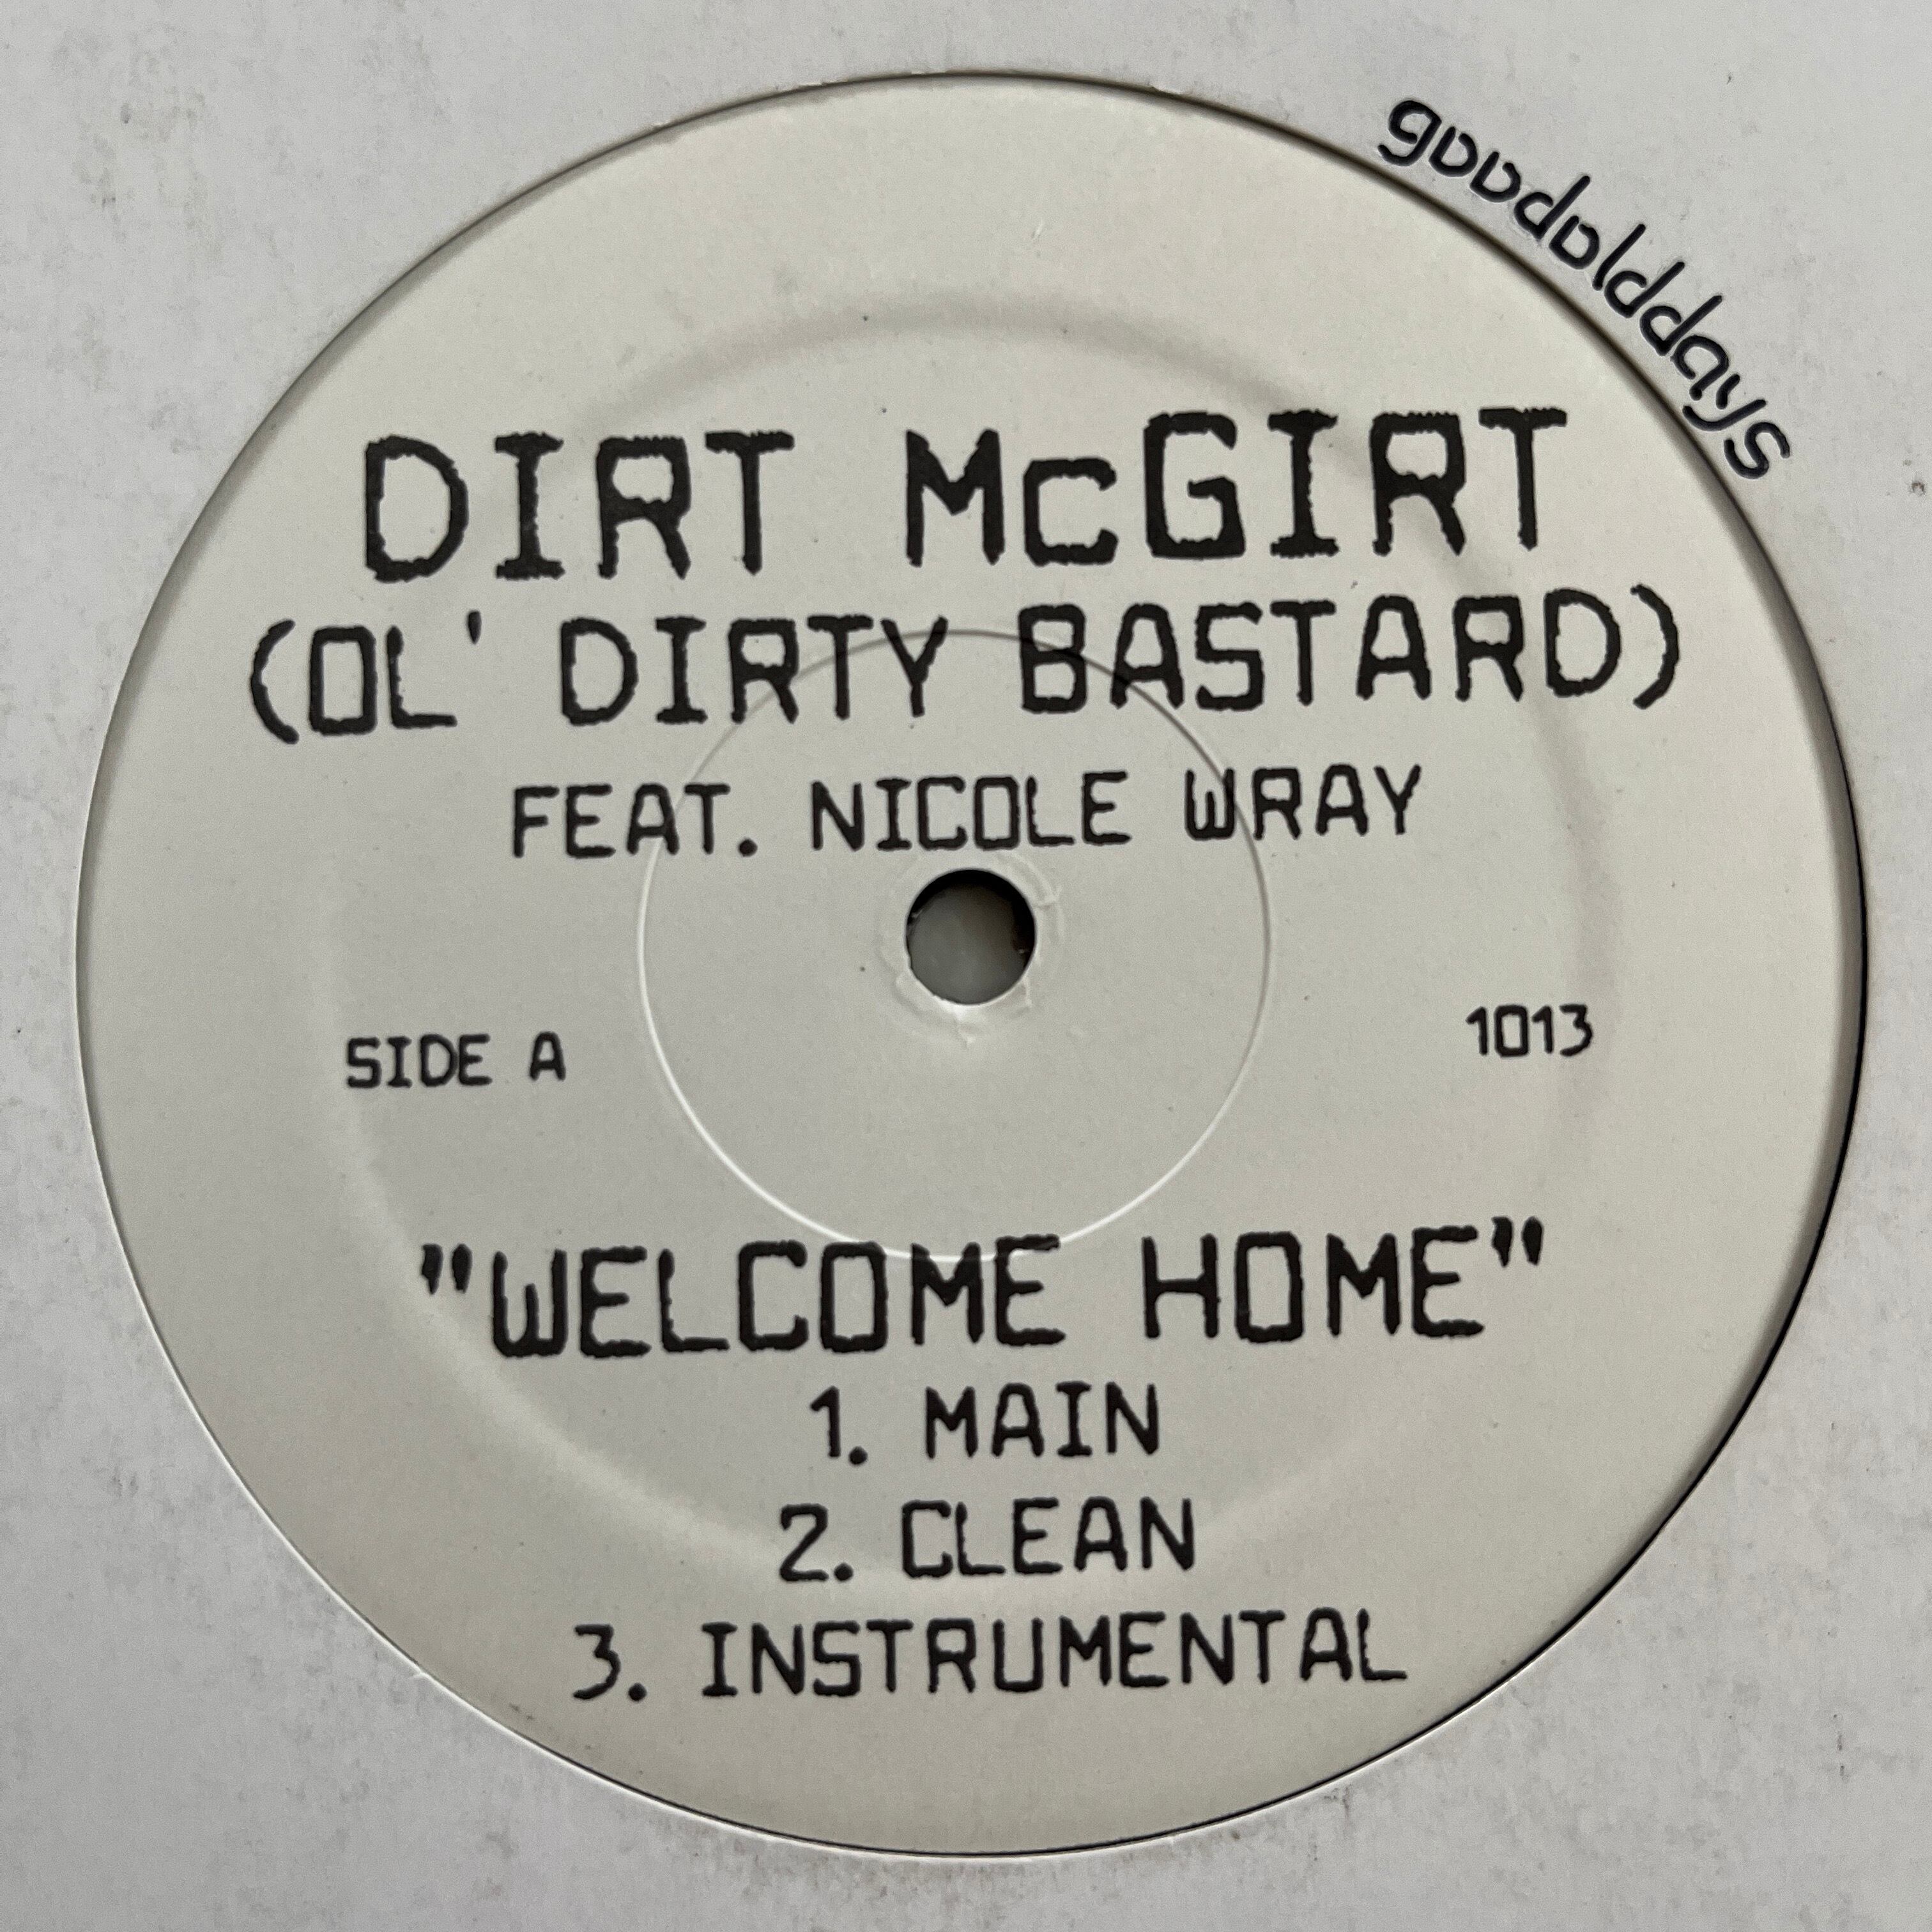 goodolddays
DIRT McGIRT
(OL' DIRTY BASTARD)
FEAT. NICOLE WRAY
SIDE A
1013
"WELCOME HOME"
1. MAIN
2. CLEAN
3. INSTRUMENTAL